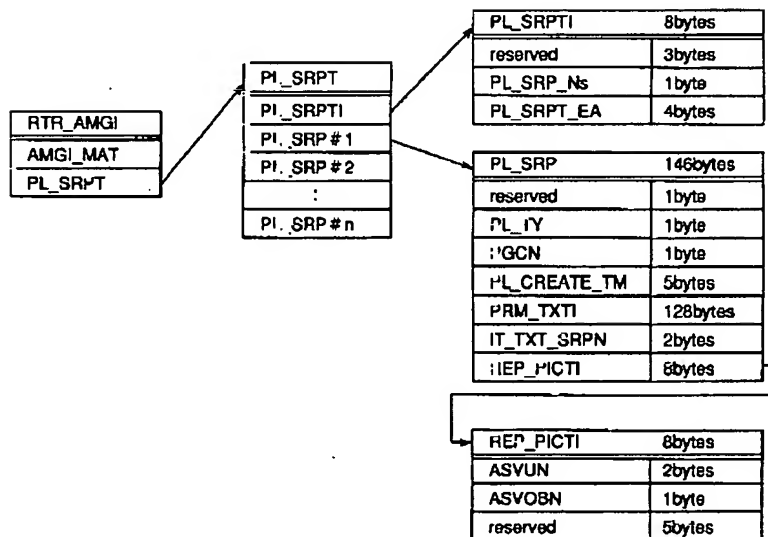 RTR_AMGI
AMGI_MAT
PL_SRPT
PL_SRPT
PL_SRPTI
PL_SRP#1
PL_SRP#2
:
PL_SRP#n
PL_SRPTI 8bytes
reserved 3bytes
PL_SRP_Ns 1byte
PL_SRPT_EA 4bytes
PL_SRP 146bytes
reserved 1byte
PL_TY 1byte
PGCN 1byte
PL_CREATE_TM 5bytes
PRM_TXTI 128bytes
IT_TXT_SRPN 2bytes
REP_PICTI 8bytes
REP_PICTI 8bytes
ASVUN 2bytes
ASVOBN 1byte
reserved 5bytes